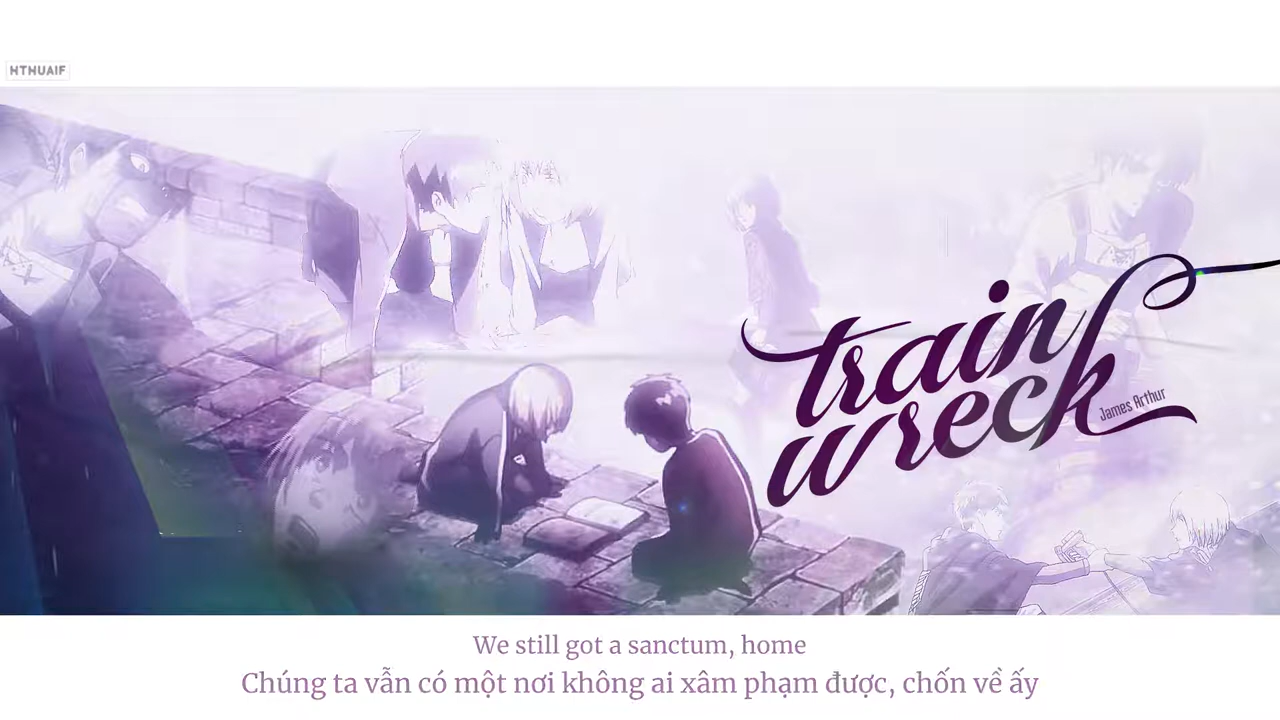 HTHUAIF
train
wreck
James Arthur
We still got a sanctum, home
Chúng ta vẫn có một nơi không ai xâm phạm được, chốn về ấy